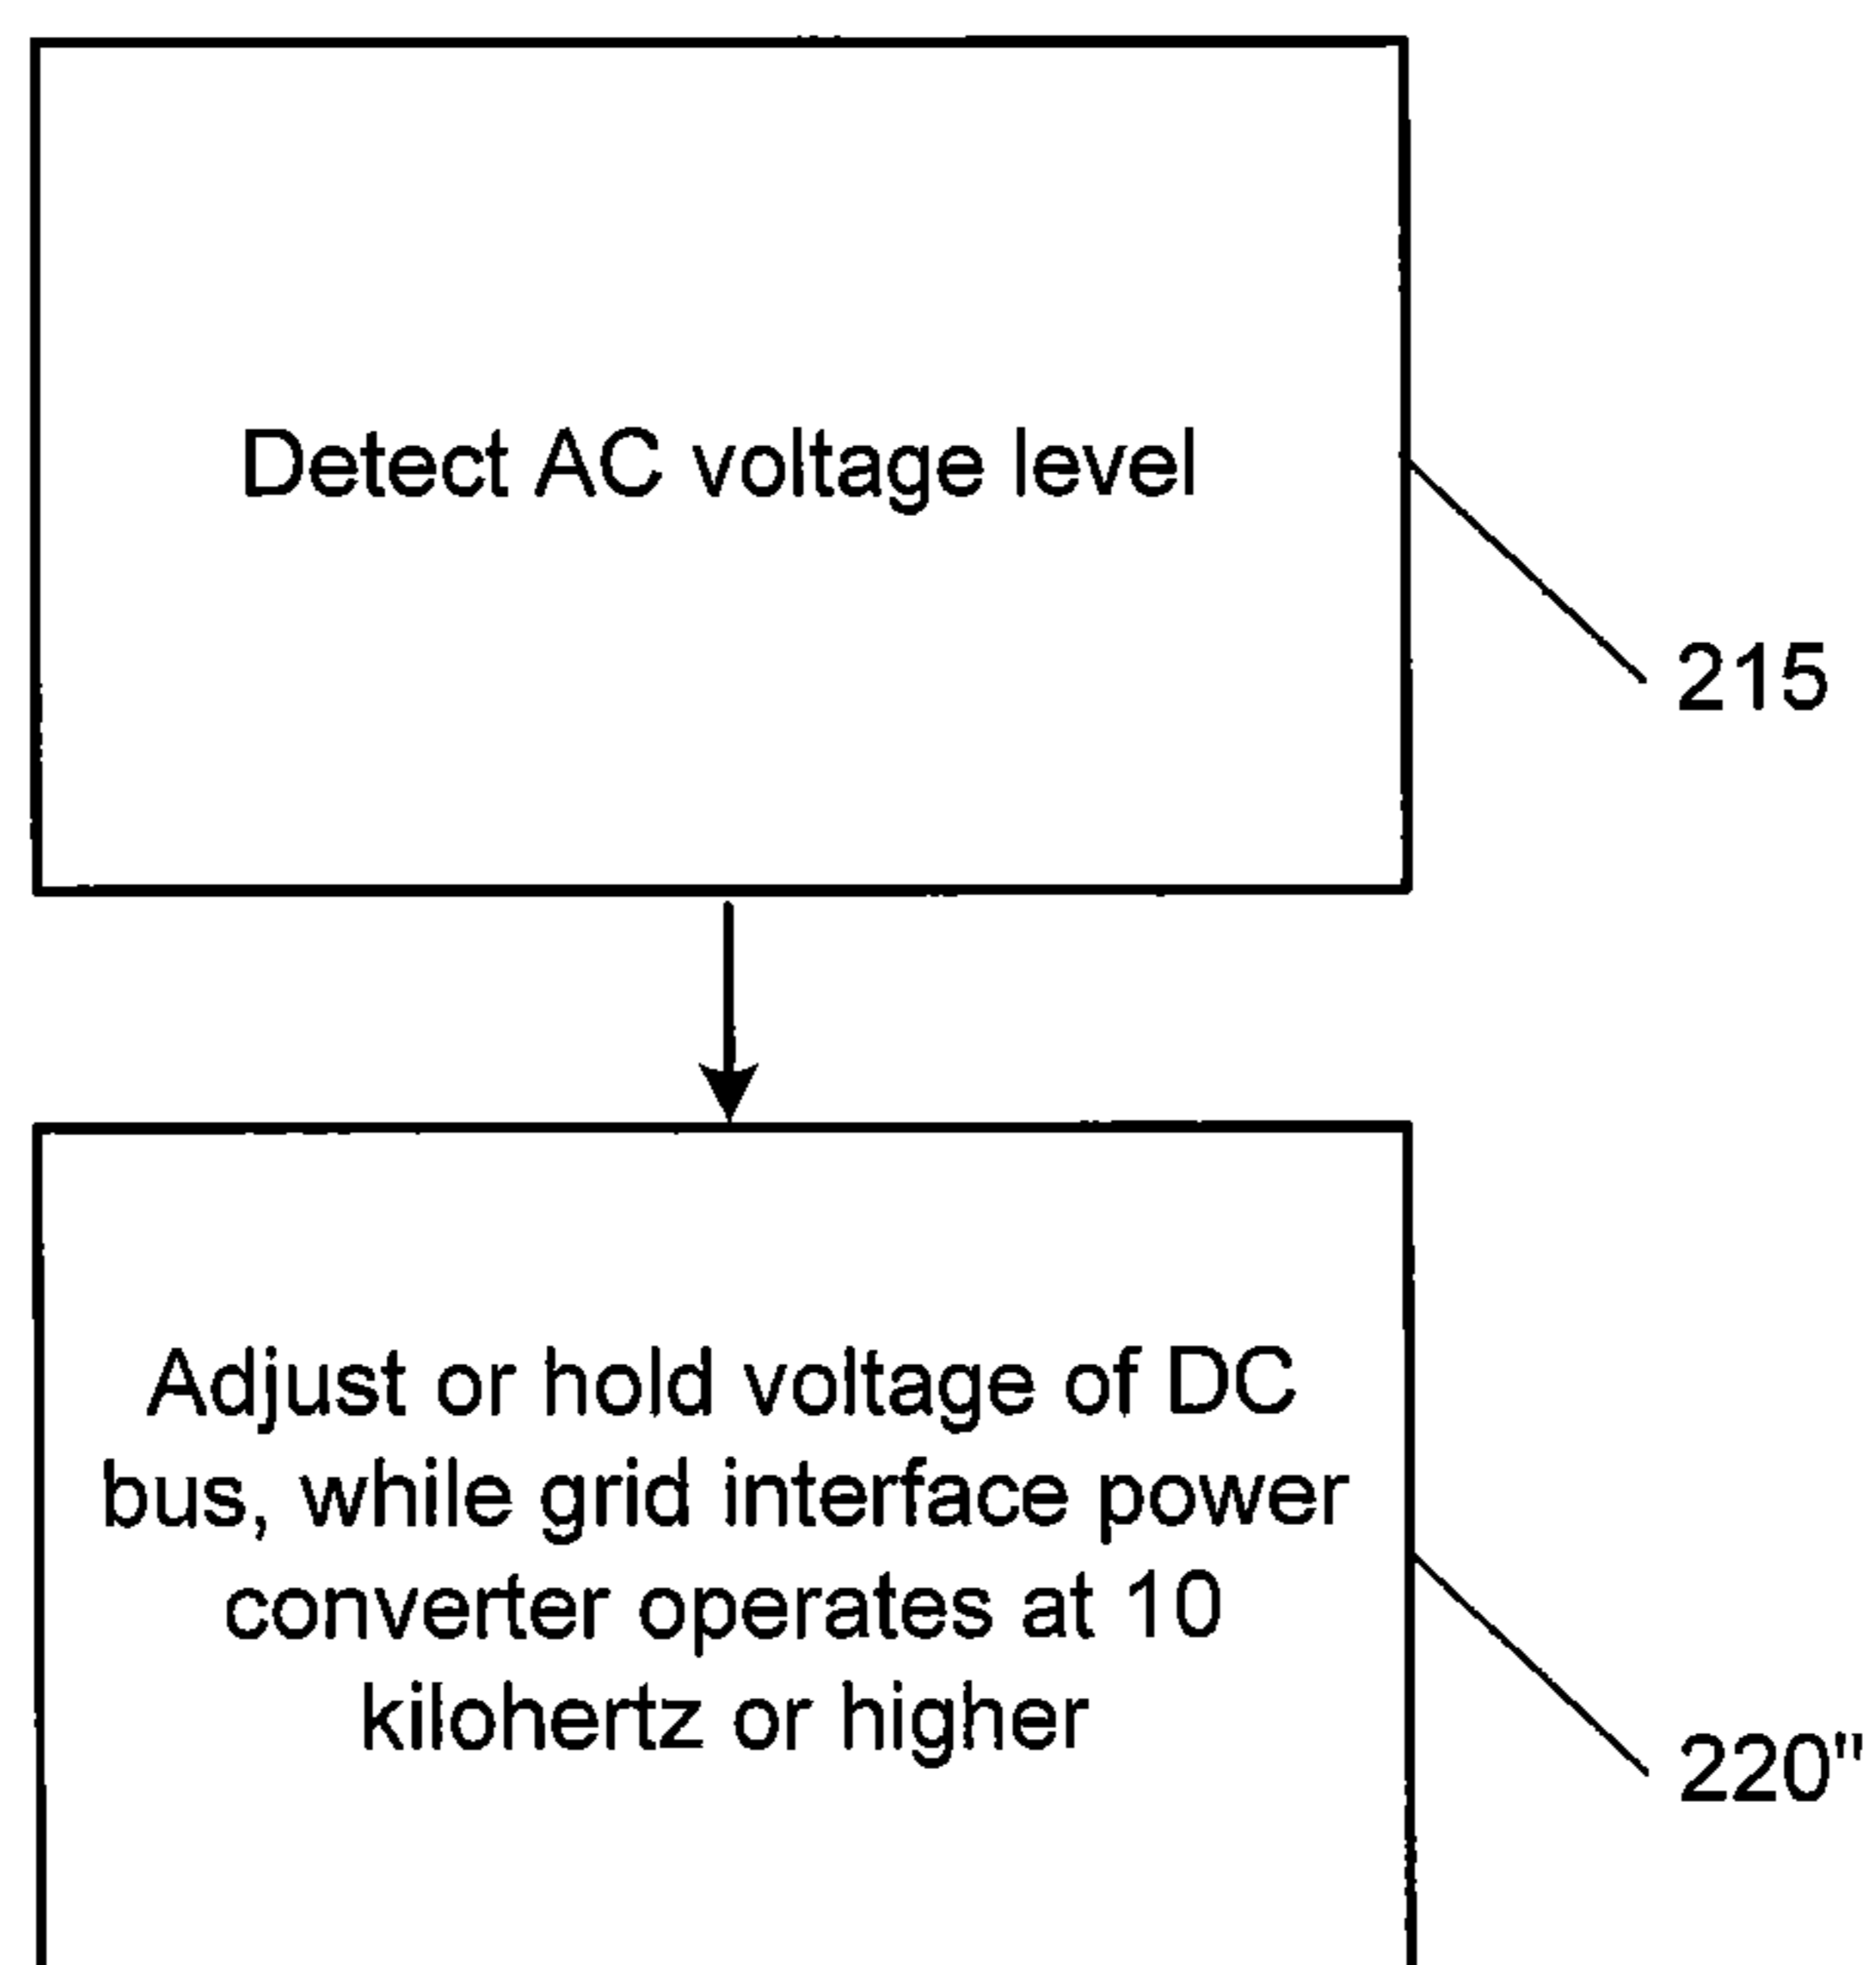 Detect AC voltage level
215
Adjust or hold voltage of DC
bus, while grid interface power
converter operates at 10
kilohertz or higher
220"